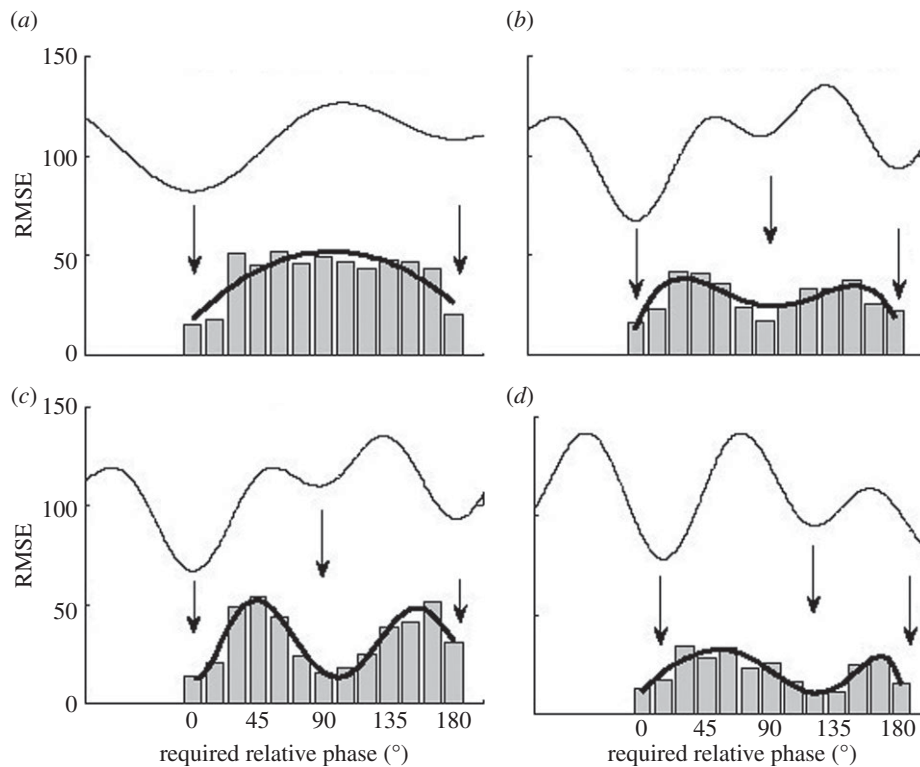 (a)
(b)
150
100
50
0
RMSE
(c)
(d)
150
100
50
0
RMSE
0 45 90 135 180
0 45 90 135 180
required relative phase (°)
required relative phase (°)